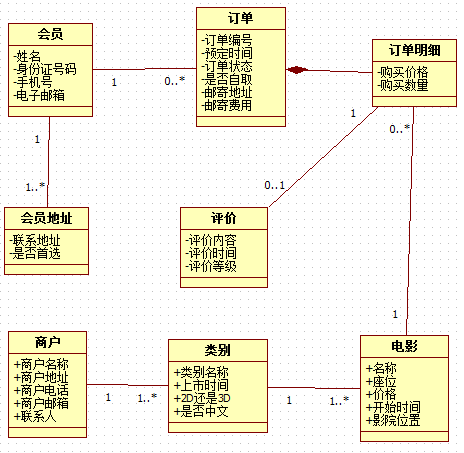 会员
-姓名
-身份证号码
-手机号
-电子邮箱
订单
-订单编号
-预定时间
-订单状态
-是否自取
-邮寄地址
-邮寄费用
订单明细
-购买价格
-购买数量
1
0..*
1
1..*
1
0..1
0..*
1
会员地址
-联系地址
-是否首选
评价
-评价内容
-评价时间
-评价等级
商户
+商户名称
+商户地址
+商户电话
+商户邮箱
+联系人
1
1..*
类别
+类别名称
+上市时间
+2D还是3D
+是否中文
1
1..*
电影
+名称
+座位
+价格
+开始时间
+影院位置